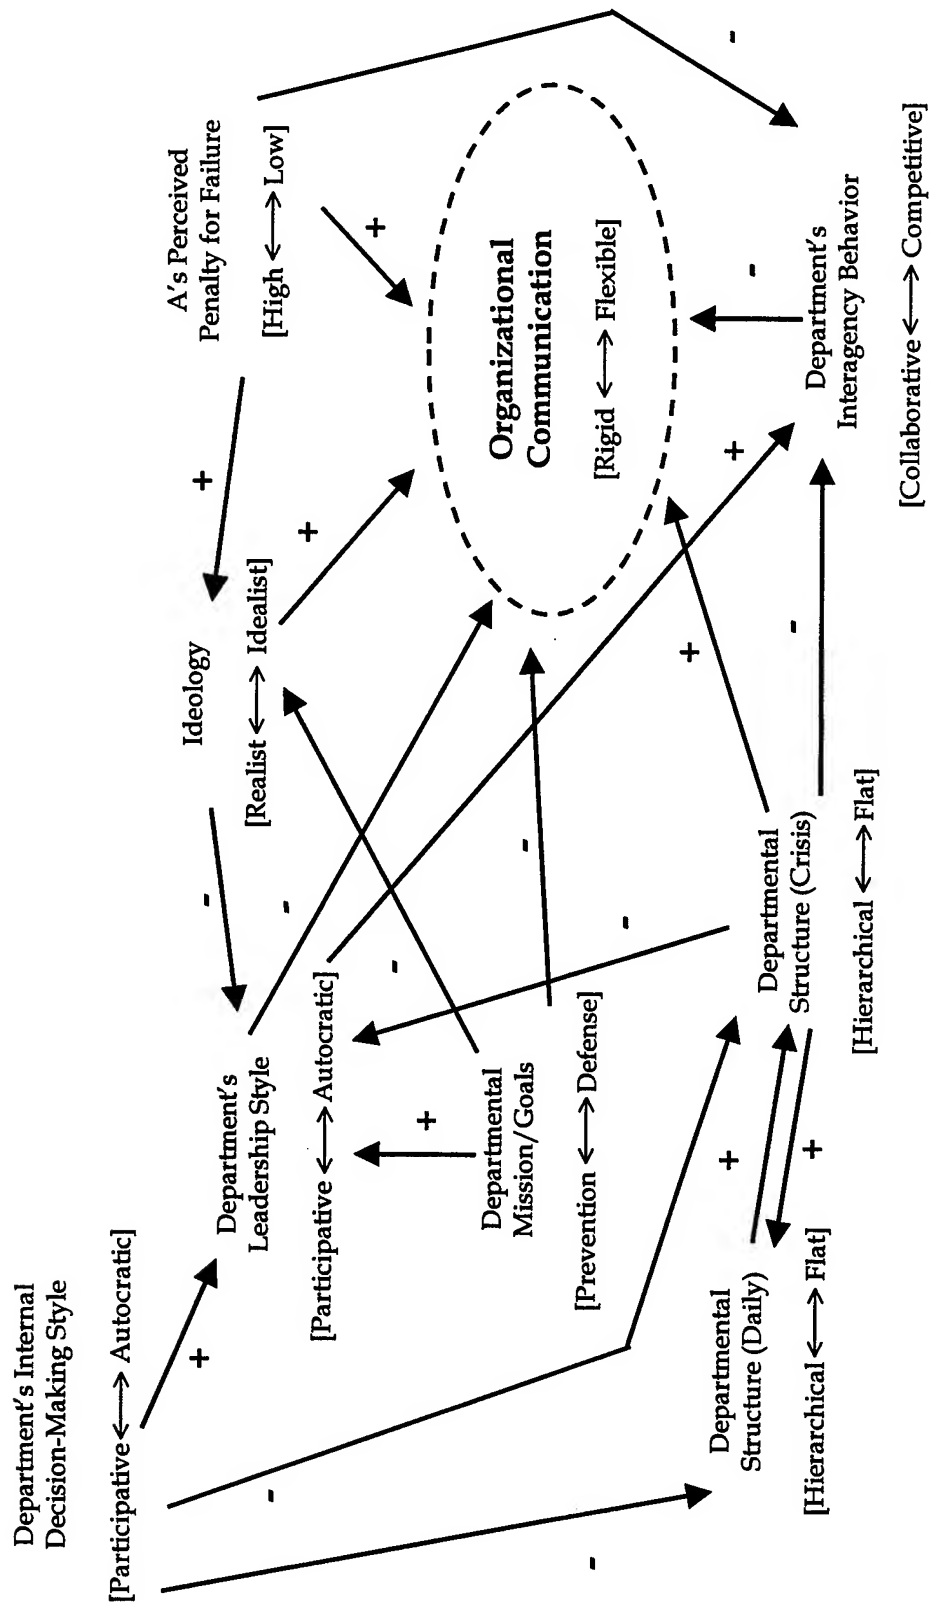 Department's Internal
Decision-Making Style
[Participative ⟷ Autocratic]
+
Department's
Leadership Style
[Participative ⟷ Autocratic]
-
Ideology
[Realist ⟷ Idealist]
+
A's Perceived
Penalty for Failure
[High ⟷ Low]
-
+
+
-
-
+
Departmental
Mission/Goals
[Prevention ⟷ Defense]
-
Organizational
Communication
[Rigid ⟷ Flexible]
-
-
-
+
+
-
Departmental
Structure (Daily)
[Hierarchical ⟷ Flat]
+
+
Departmental
Structure (Crisis)
[Hierarchical ⟷ Flat]
-
Department's
Interagency Behavior
[Collaborative ⟷ Competitive]